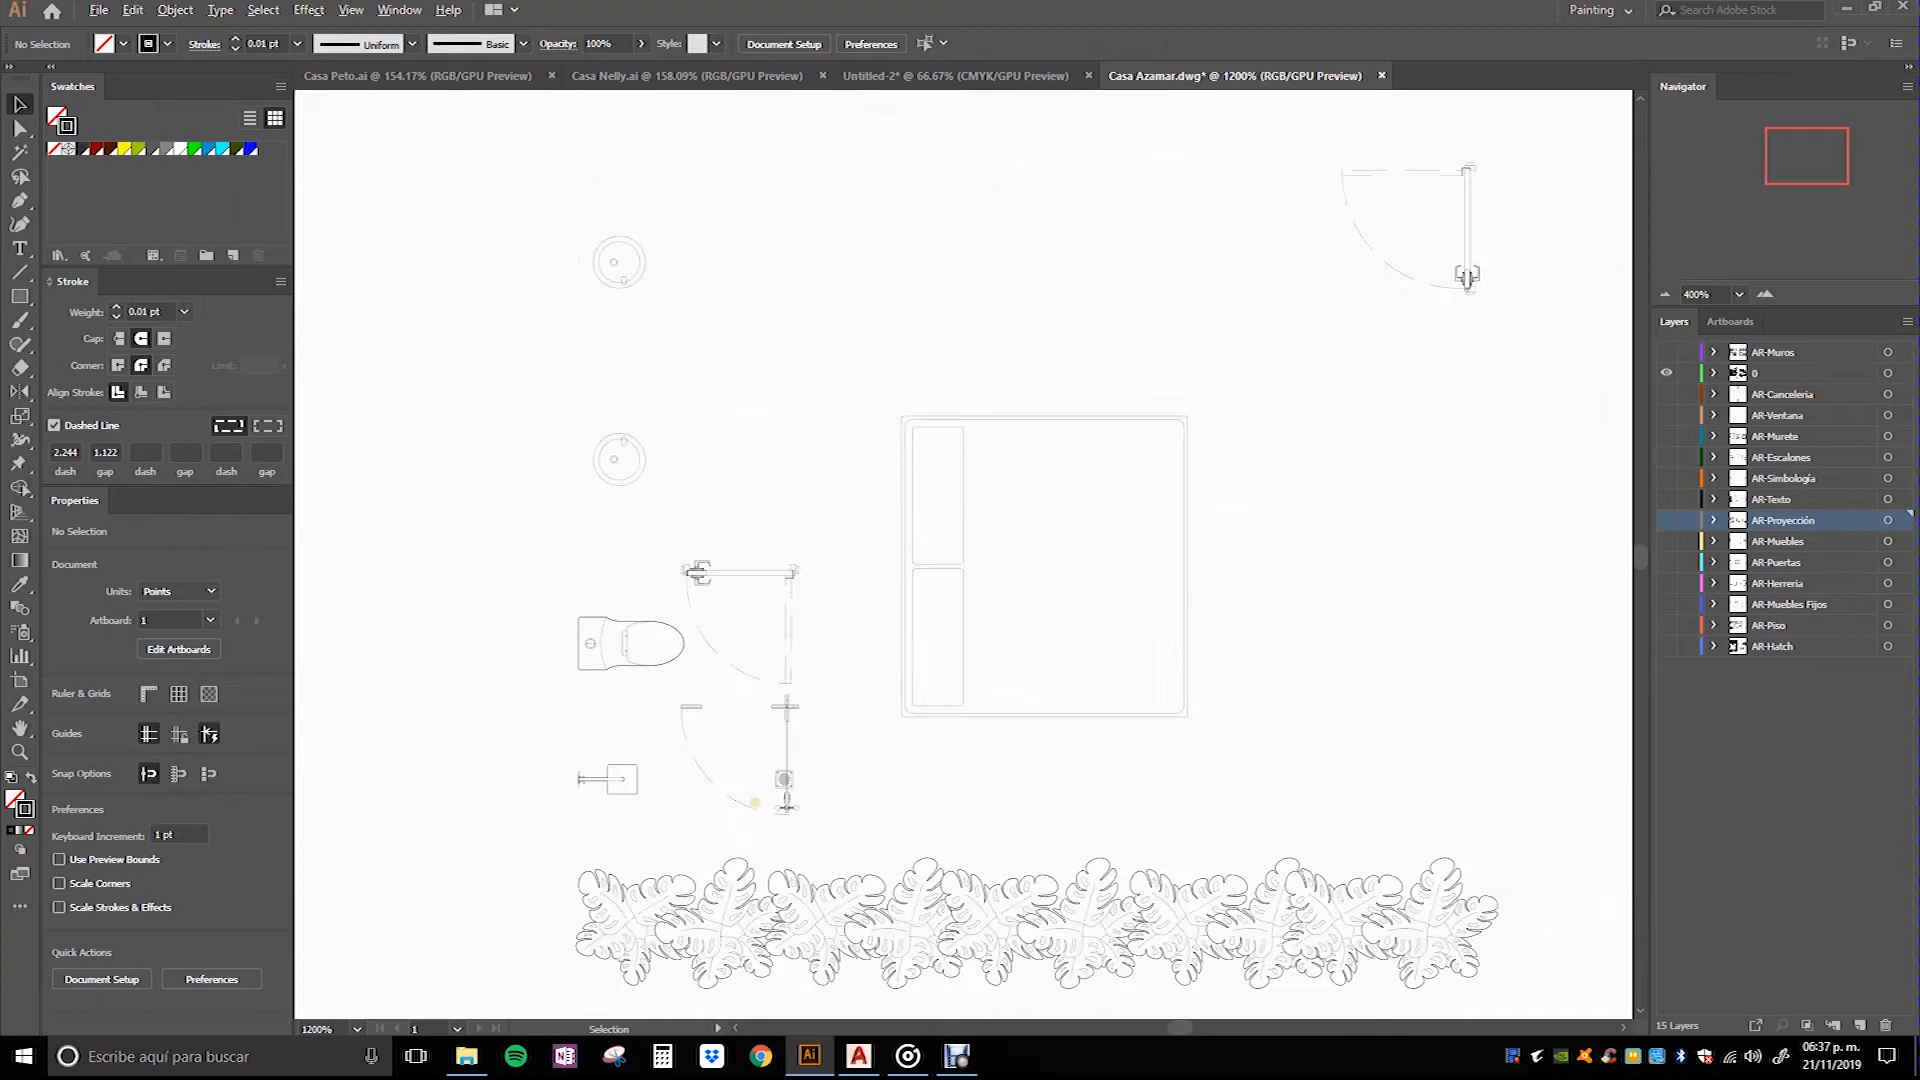 Ai File Edit Object Type Select Effect View Window Help
Painting
Search Adobe Stock
No Selection
Stroke: 0.01 pt
Uniform
Basic
Opacity: 100%
Style:
Document Setup
Preferences
Casa Peto.ai @ 154.17% (RGB/GPU Preview) ×
Casa Nelly.ai @ 158.09% (RGB/GPU Preview) ×
Untitled-2* @ 66.67% (CMYK/GPU Preview) ×
Casa Azamar.dwg* @ 1200% (RGB/GPU Preview) ×
Swatches
Stroke
Weight: 0.01 pt
Cap:
Corner:
Limit:
Align Stroke:
Dashed Line
2.244 1.122
dash gap dash gap dash gap
Properties
No Selection
Document
Units: Points
Artboard: 1
Edit Artboards
Ruler & Grids
Guides
Snap Options
Preferences
Keyboard Increment: 1 pt
Use Preview Bounds
Scale Corners
Scale Strokes & Effects
Quick Actions
Document Setup
Preferences
Navigator
400%
Layers
Artboards
AR-Muros
0
AR-Canceleria
AR-Ventana
AR-Murete
AR-Escalones
AR-Simbología
AR-Texto
AR-Proyección
AR-Muebles
AR-Puertas
AR-Herreria
AR-Muebles Fijos
AR-Piso
AR-Hatch
15 Layers
1200%
1
Selection
Escribe aquí para buscar
06:37 p. m.
21/11/2019